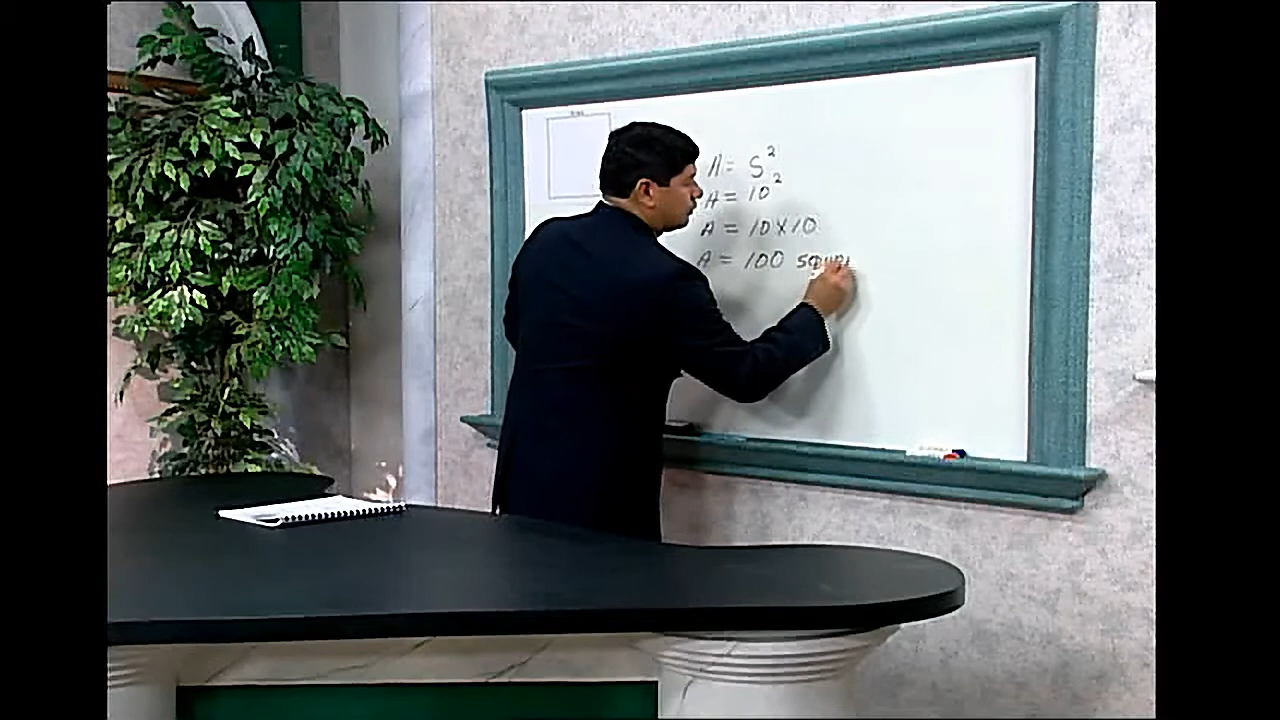 A = S²
A = 10²
A = 10 X 10
A = 100